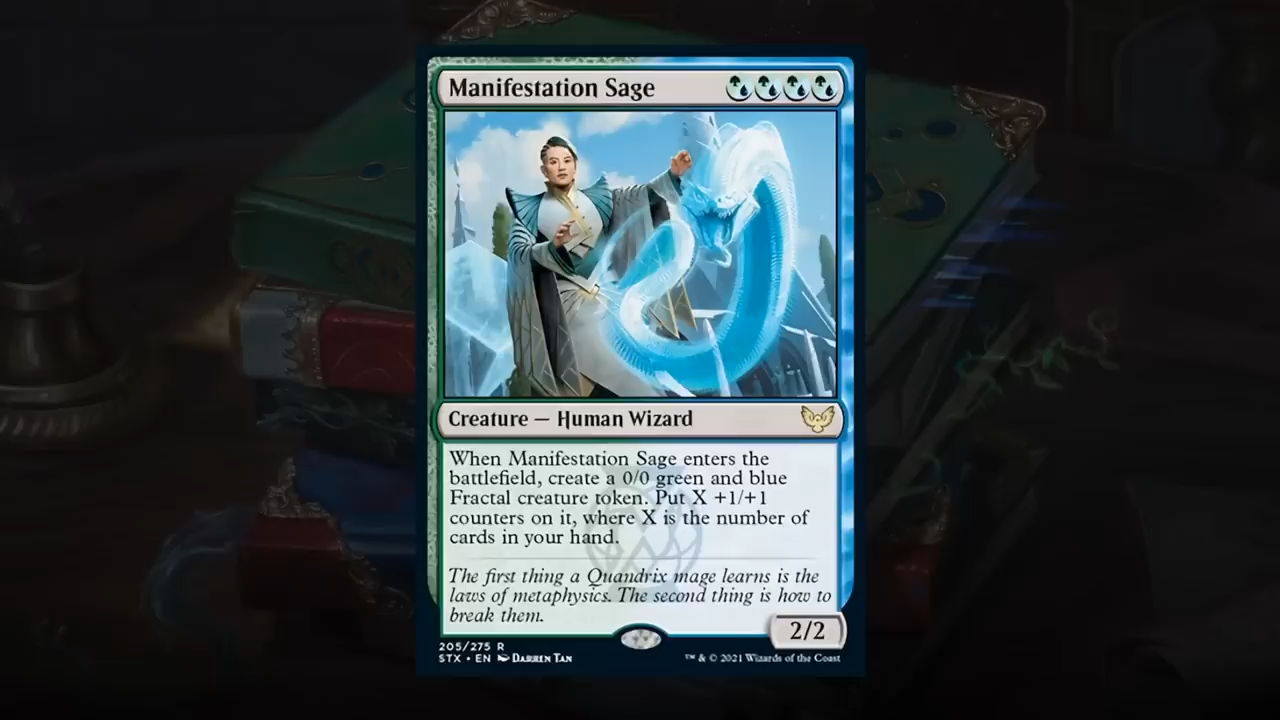 Manifestation Sage
Creature — Human Wizard
When Manifestation Sage enters the
battlefield, create a 0/0 green and blue
Fractal creature token. Put X +1/+1
counters on it, where X is the number of
cards in your hand.
The first thing a Quandrix mage learns is the
laws of metaphysics. The second thing is how to
break them.
2/2
205/275 R
STX • EN Darren Tan
™ & © 2021 Wizards of the Coast